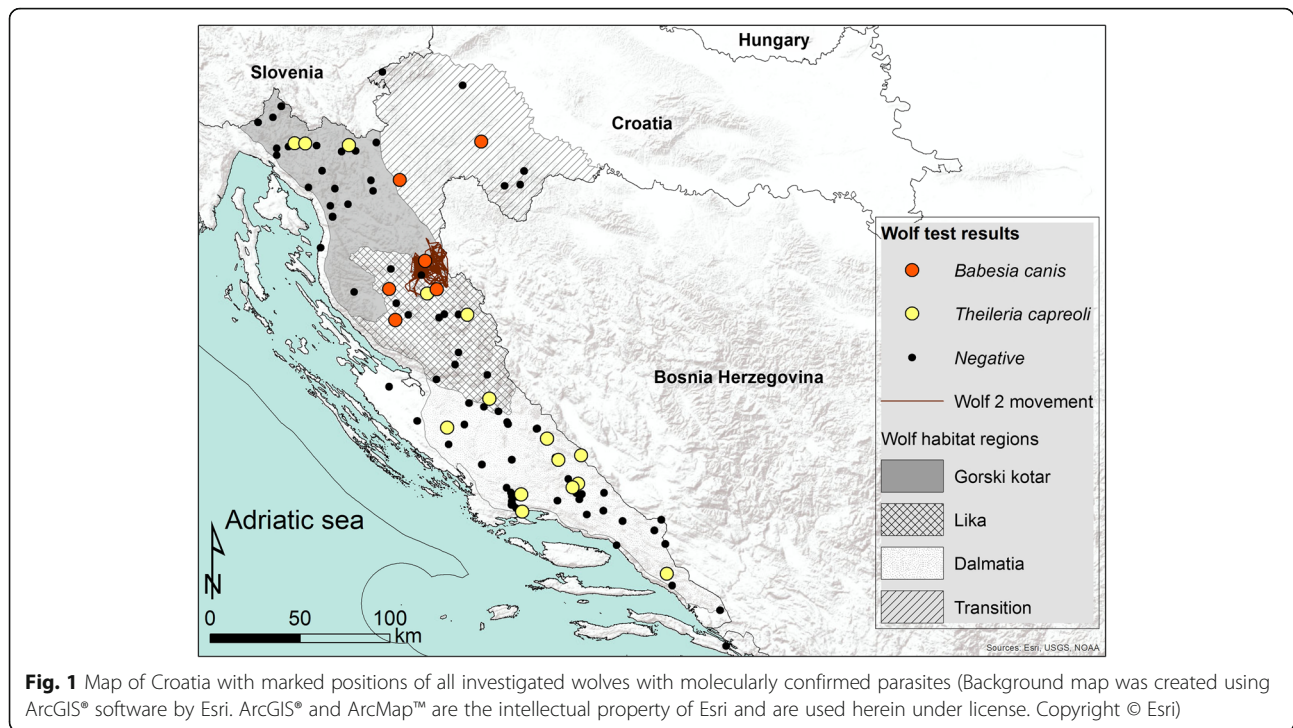 Hungary
Slovenia
Croatia
Bosnia Herzegovina
Adriatic sea
N
0 50 100
km
Wolf test results
Babesia canis
Theileria capreoli
Negative
Wolf 2 movement
Wolf habitat regions
Gorski kotar
Lika
Dalmatia
Transition
Sources: Esri, USGS, NOAA
Fig. 1 Map of Croatia with marked positions of all investigated wolves with molecularly confirmed parasites (Background map was created using
ArcGIS® software by Esri. ArcGIS® and ArcMap™ are the intellectual property of Esri and are used herein under license. Copyright © Esri)